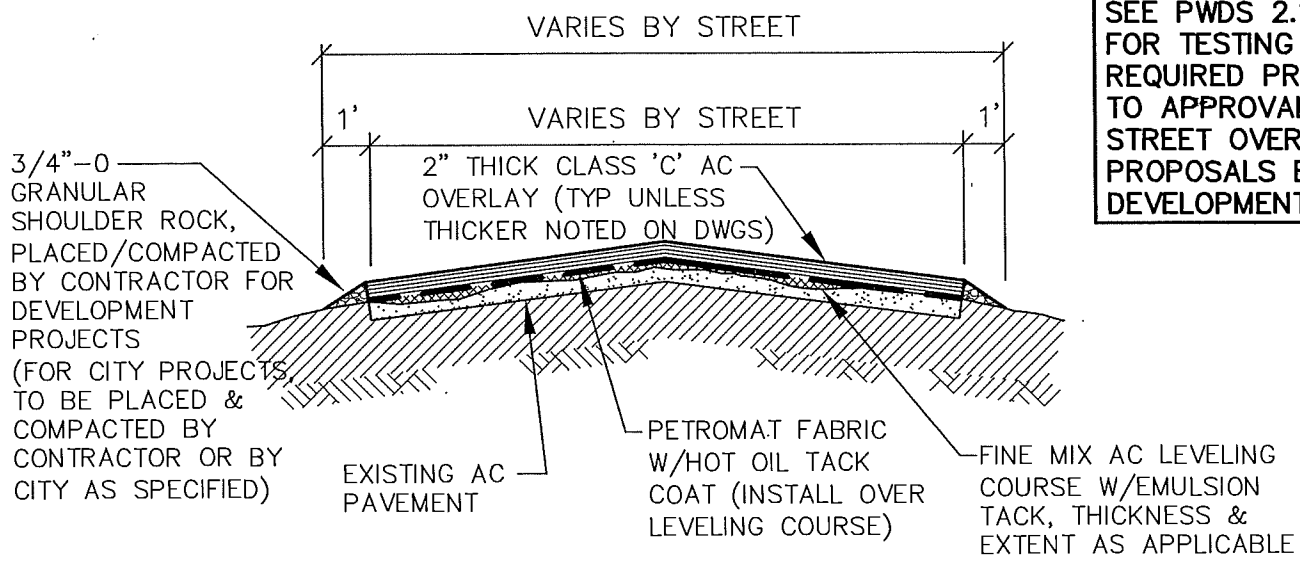 VARIES BY STREET
1'
VARIES BY STREET
1'
SEE PWDS 2.
FOR TESTING
REQUIRED
TO
STREET
PROPOSALS
DEVELOPMENT
3/4"-0
GRANULAR
SHOULDER ROCK,
PLACED/COMPACTED
BY CONTRACTOR FOR
DEVELOPMENT
PROJECTS
(FOR CITY PROJECTS,
TO BE PLACED &
COMPACTED BY
CONTRACTOR OR BY
CITY AS SPECIFIED)
2" THICK CLASS 'C' AC
OVERLAY (TYP UNLESS
THICKER NOTED ON DWGS)
EXISTING AC
PAVEMENT
PETROMAT FABRIC
W/HOT OIL TACK
COAT (INSTALL OVER
LEVELING COURSE)
FINE MIX AC LEVELING
COURSE W/EMULSION
TACK, THICKNESS &
EXTENT AS APPLICABLE